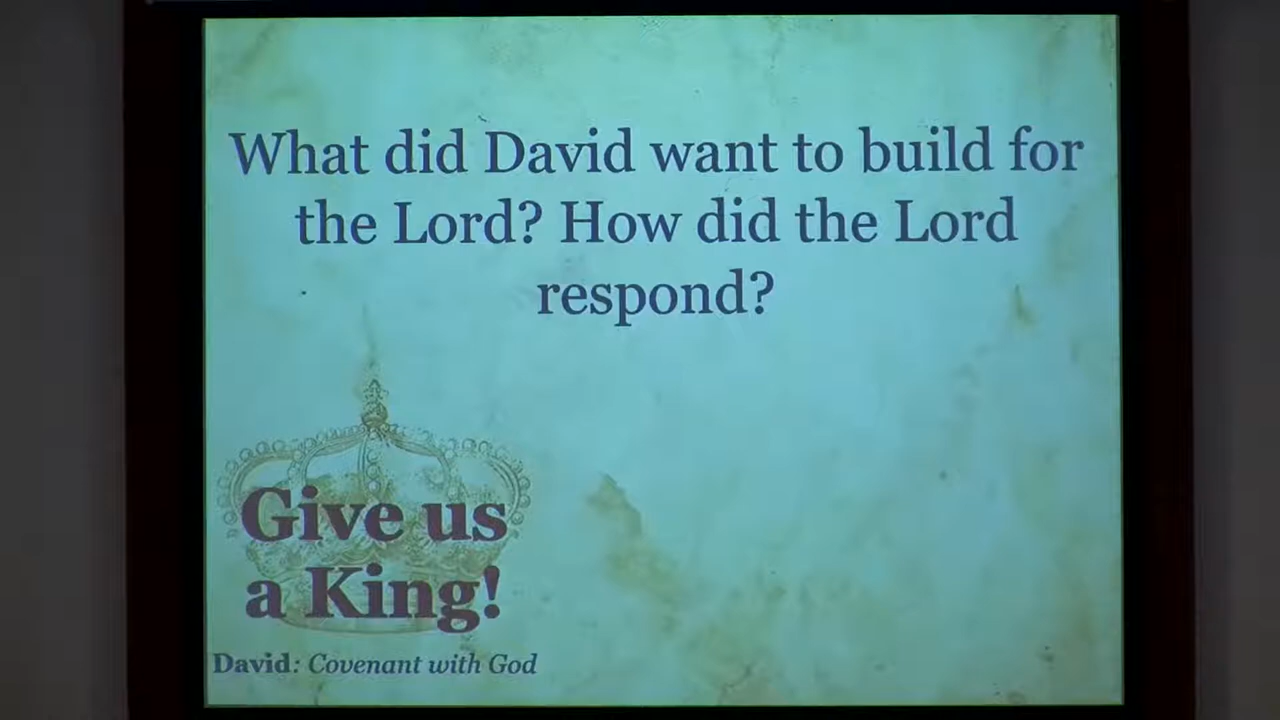 What did David want to build for
the Lord? How did the Lord
respond?
Give us
a King!
David: Covenant with God